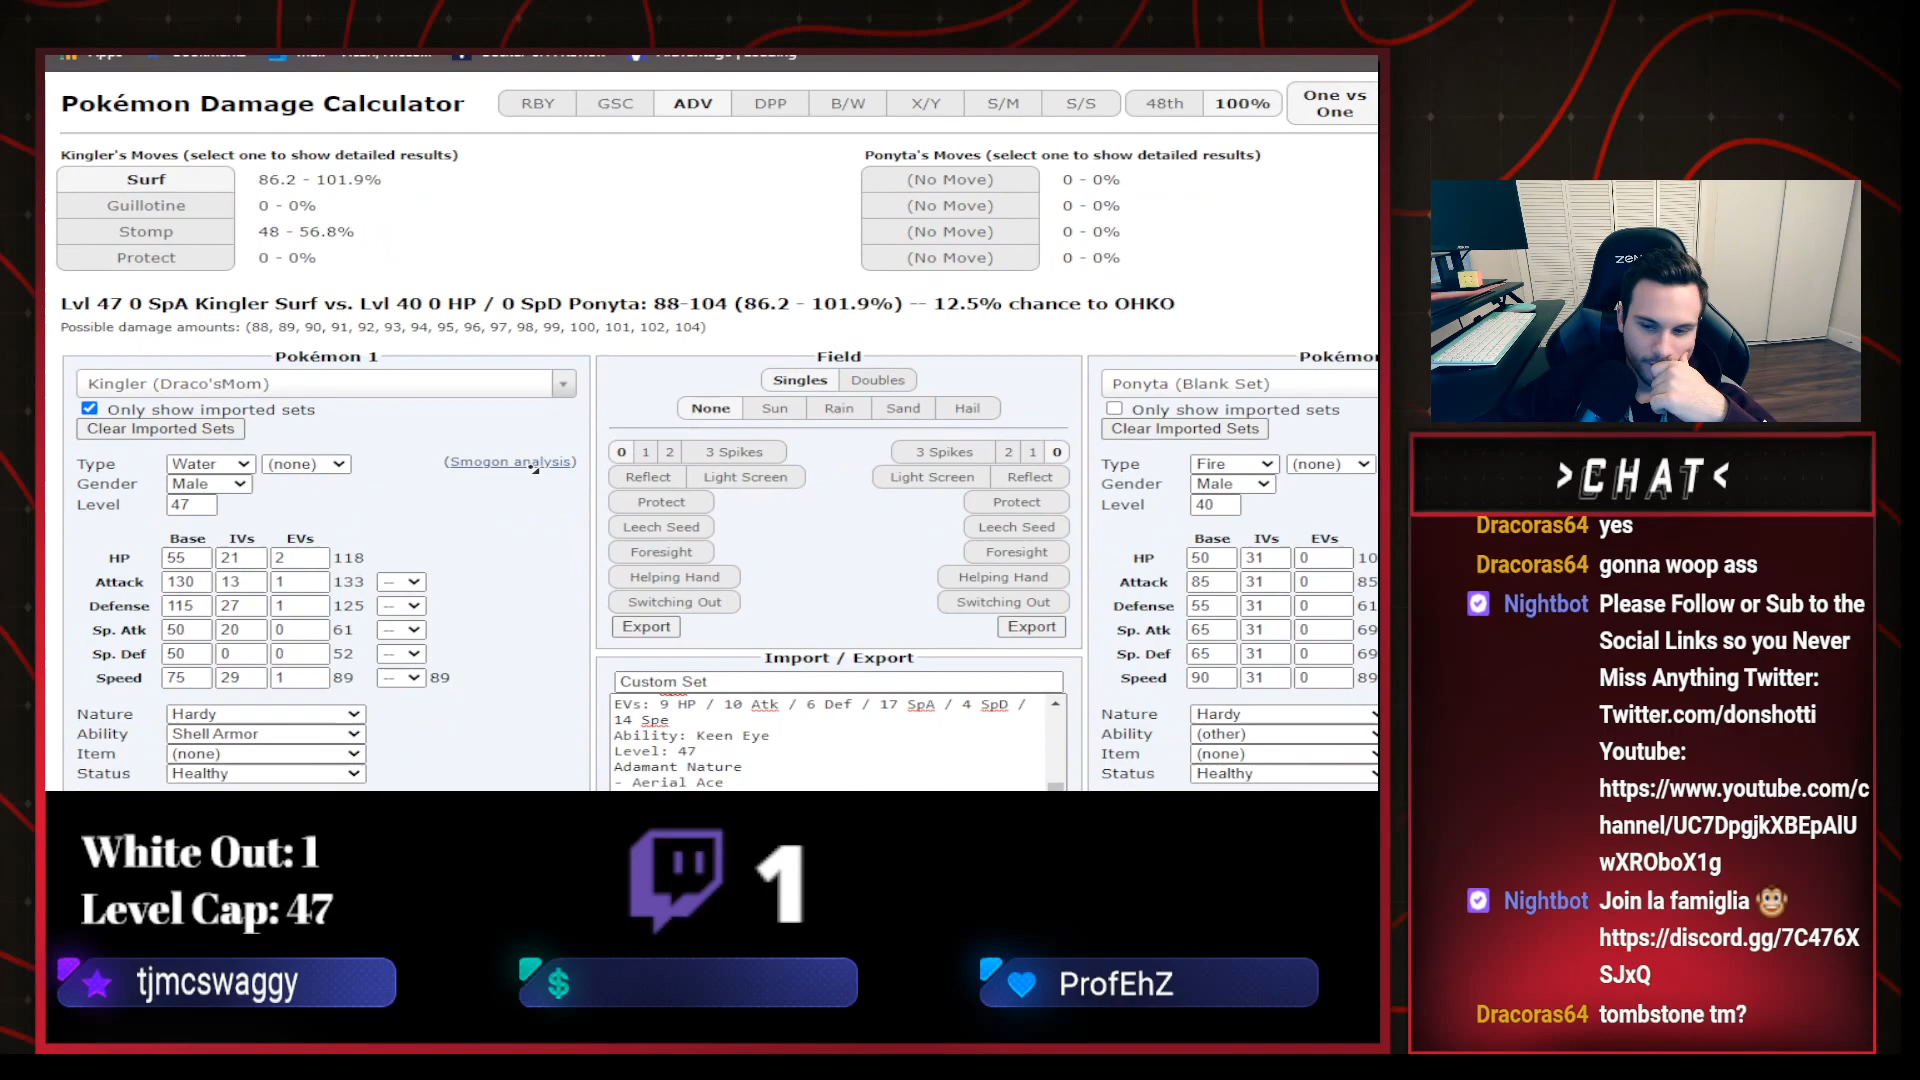 Pokémon Damage Calculator RBY GSC ADV DPP B/W X/Y S/M S/S 48th 100% One vs One
Kingler's Moves (select one to show detailed results) Ponyta's Moves (select one to show detailed results)
Surf 86.2 - 101.9% (No Move) 0 - 0%
Guillotine 0 - 0% (No Move) 0 - 0%
Stomp 48 - 56.8% (No Move) 0 - 0%
Protect 0 - 0% (No Move) 0 - 0%
Lvl 47 0 SpA Kingler Surf vs. Lvl 40 0 HP / 0 SpD Ponyta: 88-104 (86.2 - 101.9%) -- 12.5% chance to OHKO
Possible damage amounts: (88, 89, 90, 91, 92, 93, 94, 95, 96, 97, 98, 99, 100, 101, 102, 104)
Pokémon 1
Kingler (Draco'sMom)
Only show imported sets
Clear Imported Sets
Type Water (none) (Smogon analysis)
Gender Male
Level 47
Base IVs EVs
HP 55 21 2 118
Attack 130 13 1 133 --
Defense 115 27 1 125 --
Sp. Atk 50 20 0 61 --
Sp. Def 50 0 0 52 --
Speed 75 29 1 89 -- 89
Nature Hardy
Ability Shell Armor
Item (none)
Status Healthy
Field
Singles Doubles
None Sun Rain Sand Hail
0 1 2 3 Spikes 3 Spikes 2 1 0
Reflect Light Screen Light Screen Reflect
Protect Protect
Leech Seed Leech Seed
Foresight Foresight
Helping Hand Helping Hand
Switching Out Switching Out
Export Export
Import / Export
Custom Set
EVs: 9 HP / 10 Atk / 6 Def / 17 SpA / 4 SpD /
14 Spe
Ability: Keen Eye
Level: 47
Adamant Nature
- Aerial Ace
Ponyta (Blank Set)
Only show imported sets
Clear Imported Sets
Type Fire (none)
Gender Male
Level 40
Base IVs EVs
HP 50 31 0 10
Attack 85 31 0 85
Defense 55 31 0 61
Sp. Atk 65 31 0 69
Sp. Def 65 31 0 69
Speed 90 31 0 89
Nature Hardy
Ability (other)
Item (none)
Status Healthy
White Out: 1
Level Cap: 47
1
tjmcswaggy
$
ProfEhZ
>CHAT<
Dracoras64 yes
Dracoras64 gonna woop ass
Nightbot Please Follow or Sub to the
Social Links so you Never
Miss Anything Twitter:
Twitter.com/donshotti
Youtube:
https://www.youtube.com/c
hannel/UC7DpgjkXBEpAlU
wXROboX1g
Nightbot Join la famiglia 🐵
https://discord.gg/7C476X
SJxQ
Dracoras64 tombstone tm?